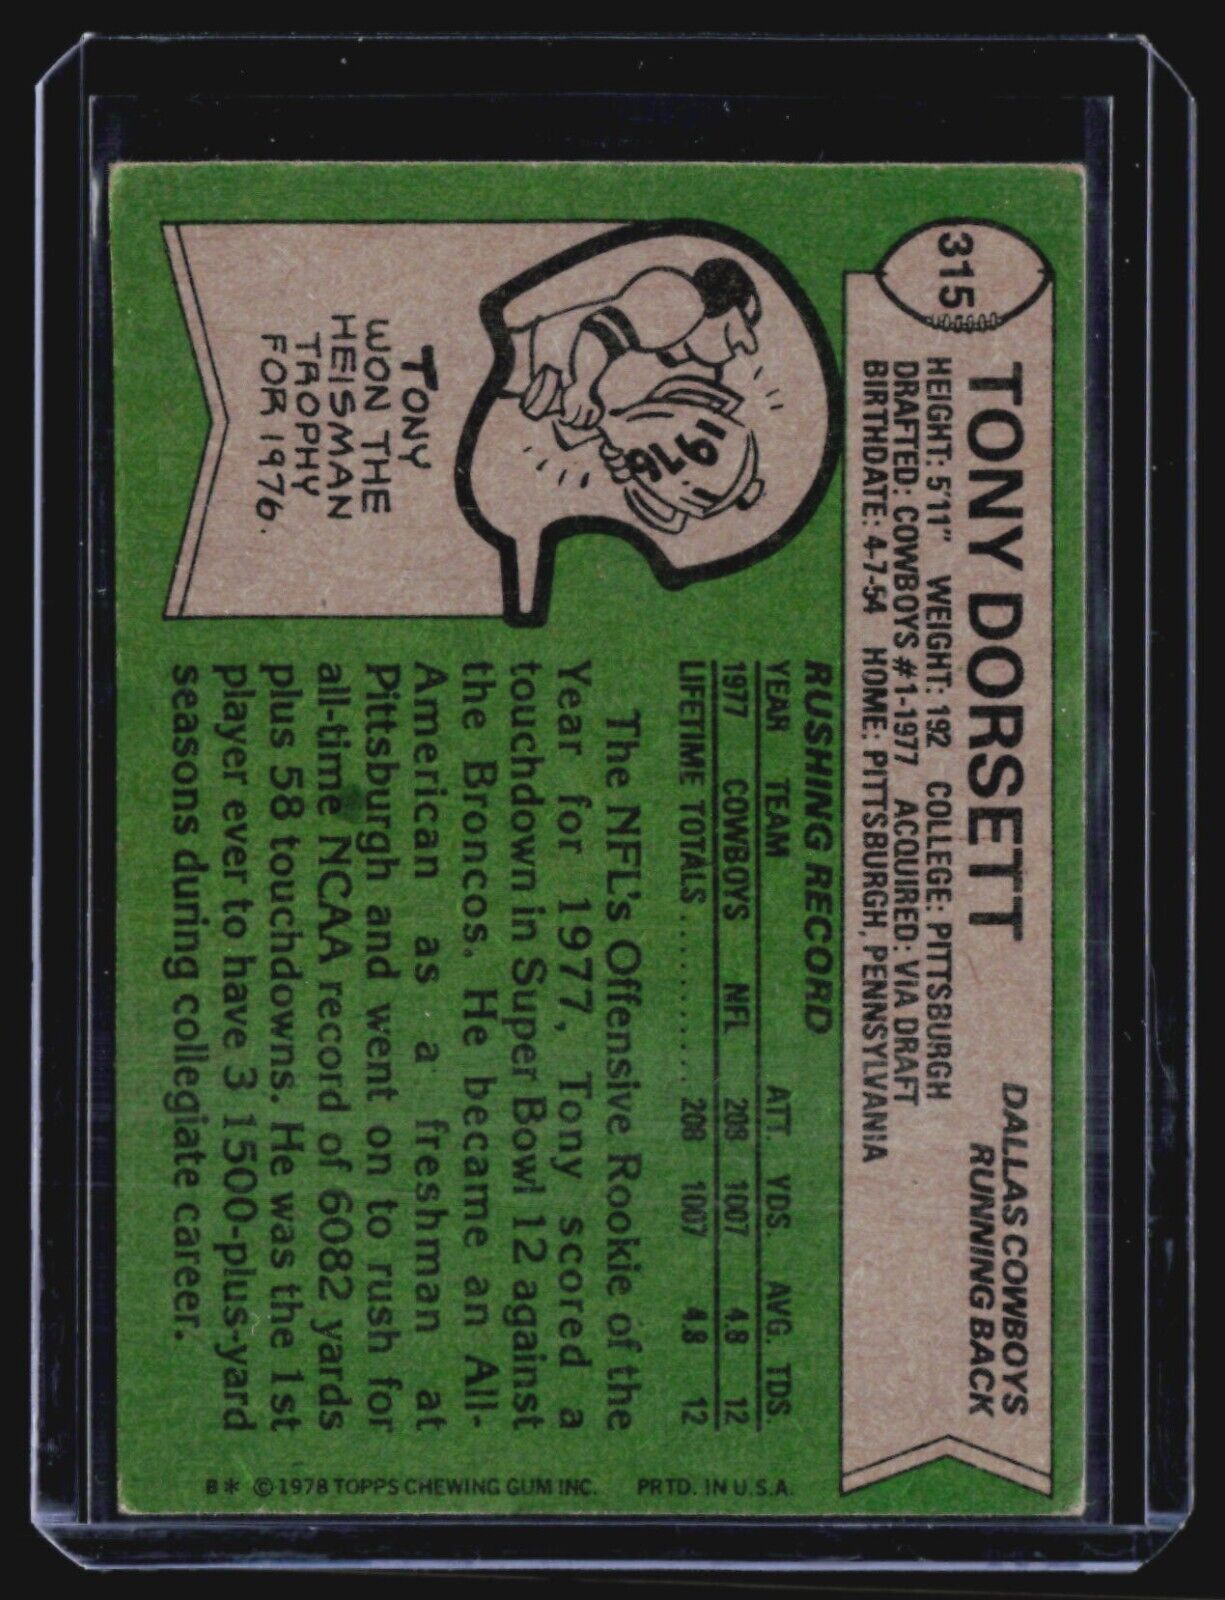 315
TONY DORSETT
DALLAS COWBOYS
RUNNING BACK
HEIGHT: 5'11" WEIGHT: 192 COLLEGE: PITTSBURGH
DRAFTED: COWBOYS #1-1977 ACQUIRED: VIA DRAFT
BIRTHDATE: 4-7-54 HOME: PITTSBURGH, PENNSYLVANIA
1976
TONY
WON THE
HEISMAN
TROPHY
FOR 1976.
RUSHING RECORD
YEAR TEAM ATT. YDS. AVG. TDS.
1977 COWBOYS NFL 208 1007 4.8 12
LIFETIME TOTALS .......... 208 1007 4.8 12
The NFL's Offensive Rookie of the
Year for 1977, Tony scored a
touchdown in Super Bowl 12 against
the Broncos. He became an All-
American as a freshman at
Pittsburgh and went on to rush for
all-time NCAA record of 6082 yards
plus 58 touchdowns. He was the 1st
player ever to have 3 1500-plus-yard
seasons during collegiate career.
B* ©1978 TOPPS CHEWING GUM INC. PRTD. IN U.S.A.